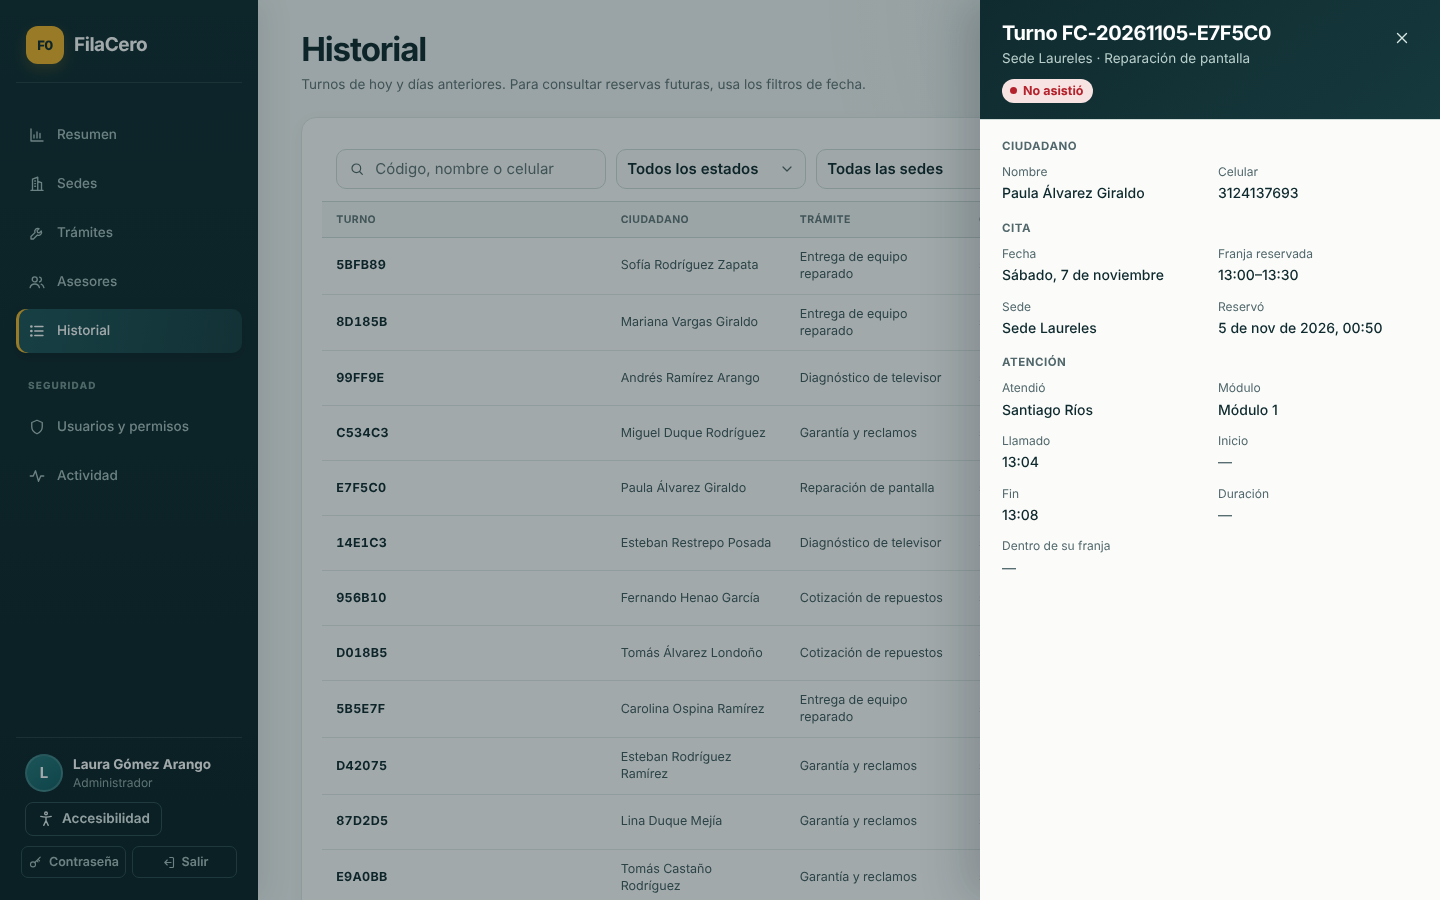 F0 FilaCero
Resumen
Sedes
Trámites
Asesores
Historial
SEGURIDAD
Usuarios y permisos
Actividad
L
Laura Gómez Arango
Administrador
Accesibilidad
Contraseña
Salir
Historial
Turnos de hoy y días anteriores. Para consultar reservas futuras, usa los filtros de fecha.
Código, nombre o celular
Todos los estados
Todas las sedes
TURNO CIUDADANO TRÁMITE
5BFB89 Sofía Rodríguez Zapata Entrega de equipo
reparado
8D185B Mariana Vargas Giraldo Entrega de equipo
reparado
99FF9E Andrés Ramírez Arango Diagnóstico de televisor
C534C3 Miguel Duque Rodríguez Garantía y reclamos
E7F5C0 Paula Álvarez Giraldo Reparación de pantalla
14E1C3 Esteban Restrepo Posada Diagnóstico de televisor
956B10 Fernando Henao García Cotización de repuestos
D018B5 Tomás Álvarez Londoño Cotización de repuestos
5B5E7F Carolina Ospina Ramírez Entrega de equipo
reparado
D42075 Esteban Rodríguez
Ramírez Garantía y reclamos
87D2D5 Lina Duque Mejía Garantía y reclamos
E9A0BB Tomás Castaño
Rodríguez Garantía y reclamos
Turno FC-20261105-E7F5C0
Sede Laureles · Reparación de pantalla
No asistió
CIUDADANO
Nombre Celular
Paula Álvarez Giraldo 3124137693
CITA
Fecha Franja reservada
Sábado, 7 de noviembre 13:00–13:30
Sede Reservó
Sede Laureles 5 de nov de 2026, 00:50
ATENCIÓN
Atendió Módulo
Santiago Ríos Módulo 1
Llamado Inicio
13:04 —
Fin Duración
13:08 —
Dentro de su franja
—